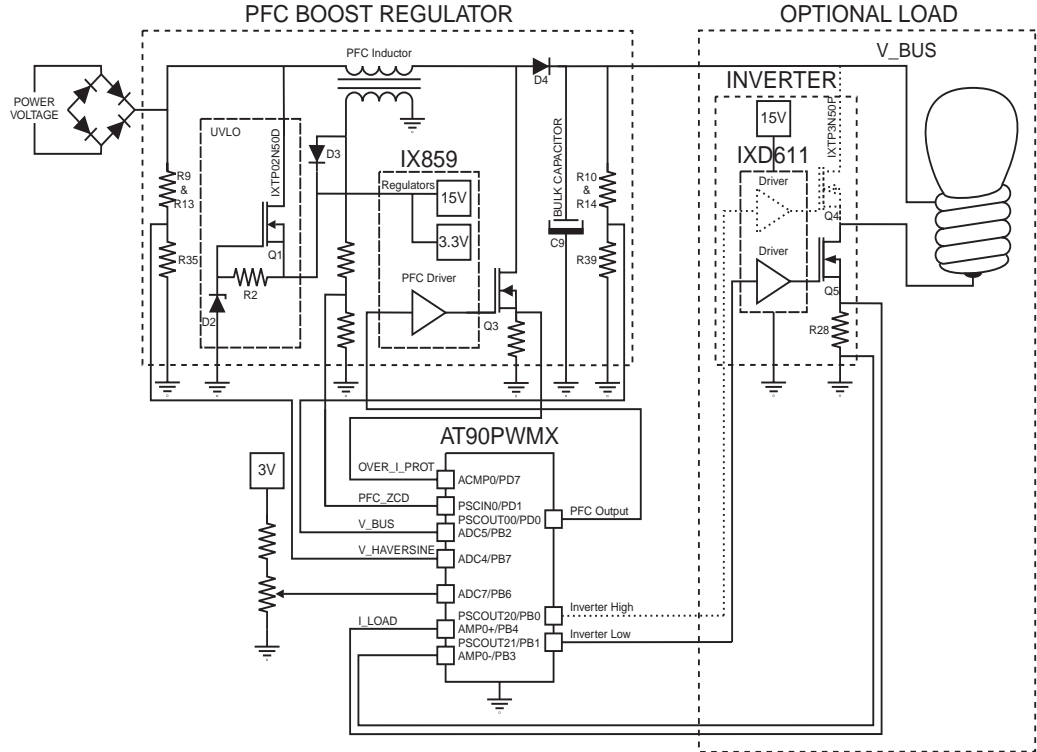 PFC BOOST REGULATOR
OPTIONAL LOAD
PFC Inductor
D4
V_BUS
POWER
VOLTAGE
UVLO
IXTP02N50D
D3
INVERTER
15V
IXTP3N50P
IX859
IXD611
R9
&
R13
Regulators
15V
3.3V
BULK CAPACITOR
C9
R10
&
R14
Driver
Q4
R35
Q1
R2
D2
PFC Driver
Q3
R39
Driver
Q5
R28
AT90PWMX
3V
OVER_I_PROT
ACMP0/PD7
PFC_ZCD
PSCIN0/PD1
PSCOUT00/PD0
PFC Output
V_BUS
ADC5/PB2
V_HAVERSINE
ADC4/PB7
ADC7/PB6
PSCOUT20/PB0
Inverter High
I_LOAD
AMP0+/PB4
PSCOUT21/PB1
Inverter Low
AMP0-/PB3